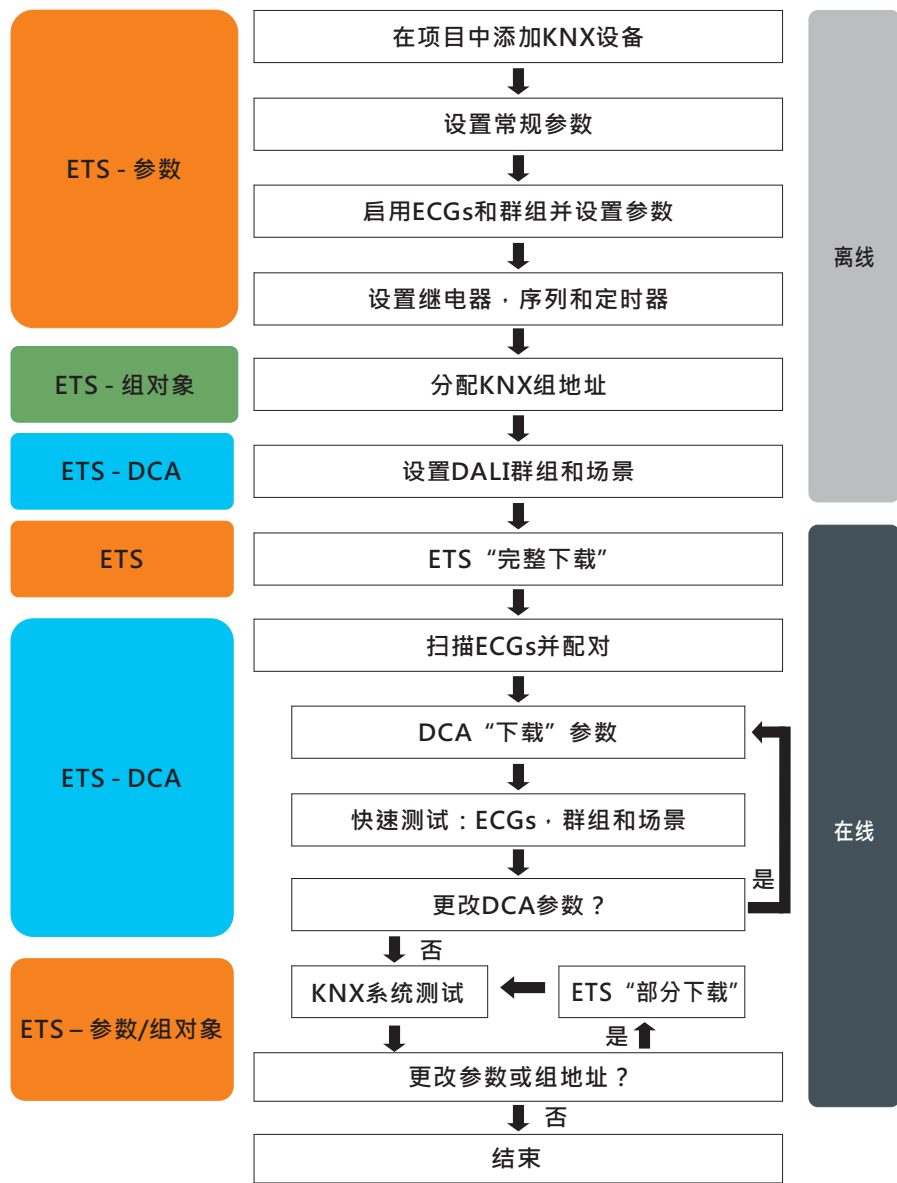 在项目中添加KNX设备
设置常规参数
ETS - 参数
启用ECGs和群组并设置参数
离线
设置继电器，序列和定时器
ETS - 组对象
分配KNX组地址
ETS - DCA
设置DALI群组和场景
ETS
ETS“完整下载”
扫描ECGs并配对
DCA“下载”参数
ETS - DCA
快速测试：ECGs，群组和场景
在线
是
更改DCA参数？
否
KNX系统测试
ETS“部分下载”
ETS – 参数/组对象
是
更改参数或组地址？
否
结束